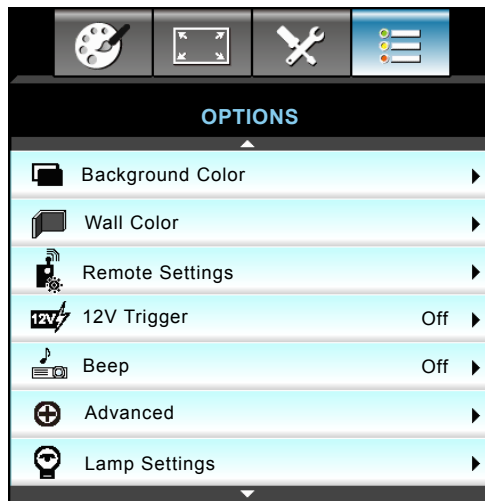 OPTIONS
Background Color
Wall Color
Remote Settings
12V
12V Trigger Off
Beep Off
Advanced
Lamp Settings